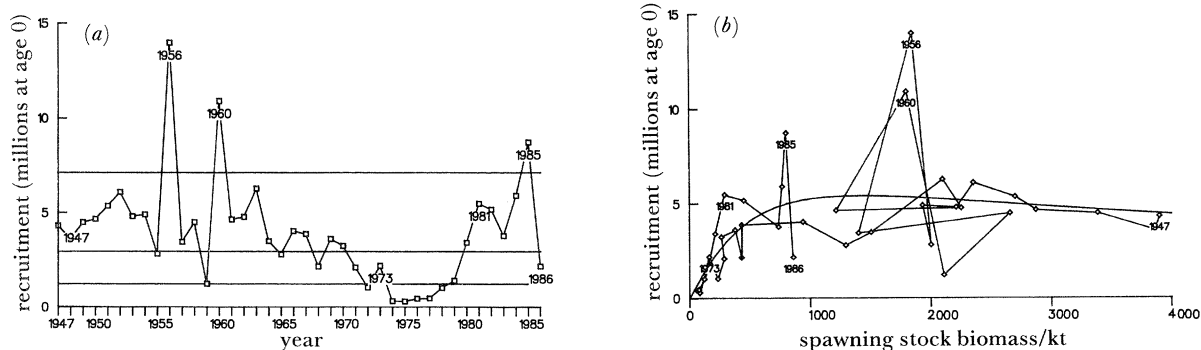 recruitment (millions at age 0)
15
10
5
0
(a)
1956
1960
1985
1947
1981
1973
1986
1947 1950 1955 1960 1965 1970 1975 1980 1985
year
recruitment (millions at age 0)
15
10
5
0
(b)
1956
1960
1985
1981
1973
1986
1947
0 1000 2000 3000 4000
spawning stock biomass/kt